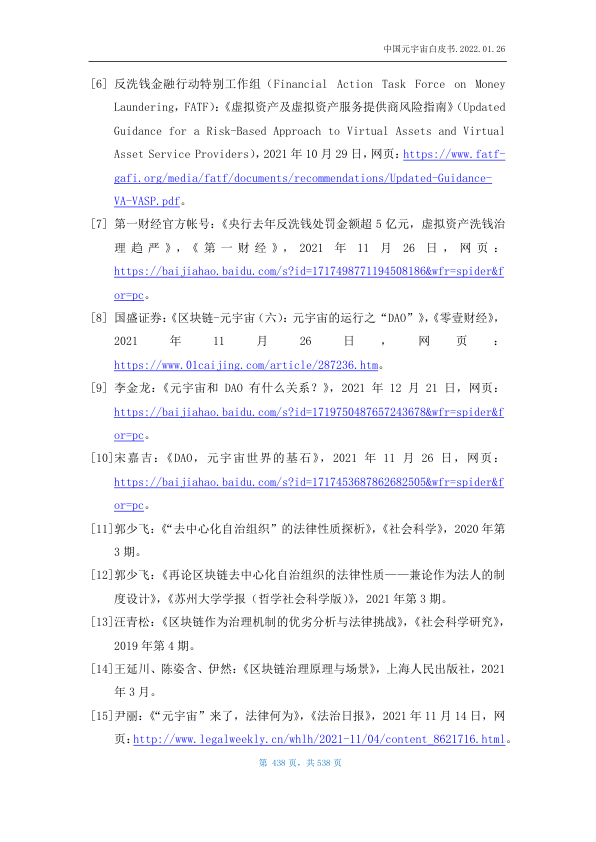 中国元宇宙白皮书.2022.01.26
[6] 反洗钱金融行动特别工作组（Financial Action Task Force on Money
Laundering，FATF）：《虚拟资产及虚拟资产服务提供商风险指南》（Updated
Guidance for a Risk-Based Approach to Virtual Assets and Virtual
Asset Service Providers），2021 年 10 月 29 日，网页：https://www.fatf-
gafi.org/media/fatf/documents/recommendations/Updated-Guidance-
VA-VASP.pdf。
[7] 第一财经官方帐号：《央行去年反洗钱处罚金额超 5 亿元，虚拟资产洗钱治
理趋严》，《第一财经》，2021 年 11 月 26 日，网页：
https://baijiahao.baidu.com/s?id=1717498771194508186&wfr=spider&f
or=pc。
[8] 国盛证券：《区块链-元宇宙（六）：元宇宙的运行之“DAO”》，《零壹财经》，
2021 年 11 月 26 日，网页：
https://www.01caijing.com/article/287236.htm。
[9] 李金龙：《元宇宙和 DAO 有什么关系？》，2021 年 12 月 21 日，网页：
https://baijiahao.baidu.com/s?id=1719750487657243678&wfr=spider&f
or=pc。
[10]宋嘉吉：《DAO，元宇宙世界的基石》，2021 年 11 月 26 日，网页：
https://baijiahao.baidu.com/s?id=1717453687862682505&wfr=spider&f
or=pc。
[11]郭少飞：《“去中心化自治组织”的法律性质探析》，《社会科学》，2020 年第
3 期。
[12]郭少飞：《再论区块链去中心化自治组织的法律性质——兼论作为法人的制
度设计》，《苏州大学学报（哲学社会科学版）》，2021 年第 3 期。
[13]汪青松：《区块链作为治理机制的优劣分析与法律挑战》，《社会科学研究》，
2019 年第 4 期。
[14]王延川、陈姿含、伊然：《区块链治理原理与场景》，上海人民出版社，2021
年 3 月。
[15]尹丽：《“元宇宙”来了，法律何为》，《法治日报》，2021 年 11 月 14 日，网
页：http://www.legalweekly.cn/whlh/2021-11/04/content_8621716.html。
第 438 页，共 538 页